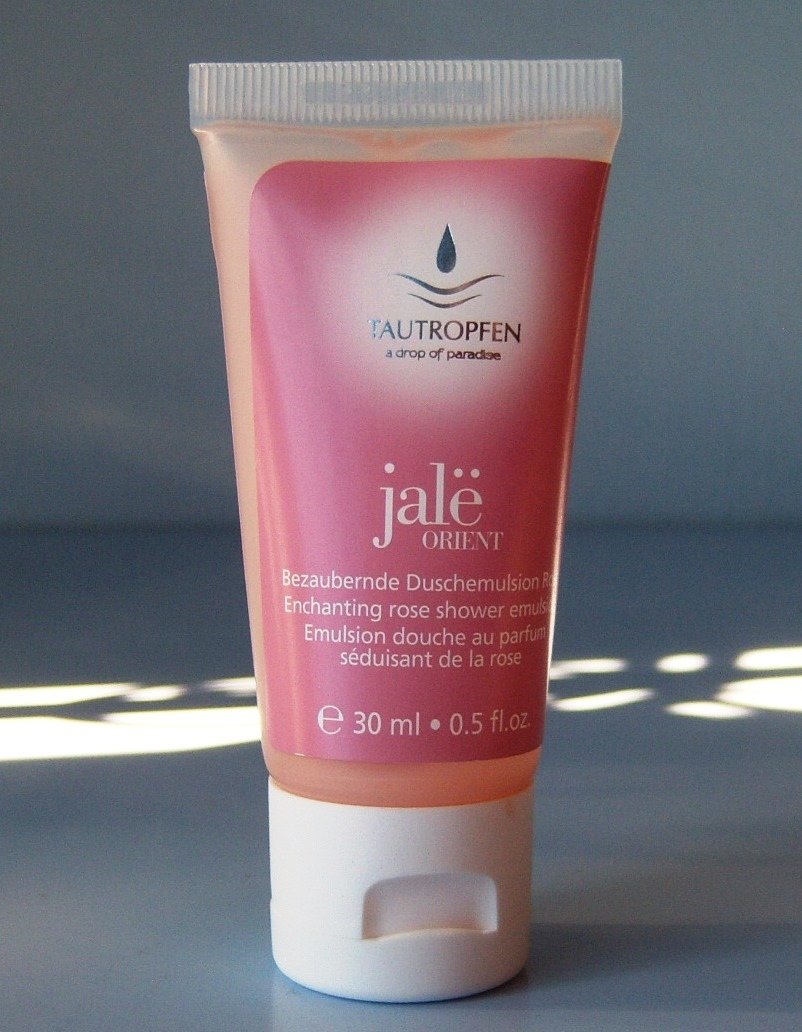 TAUTROPFEN
a drop of paradise
jalë
ORIENT
Bezaubernde Duschemulsion
Enchanting rose shower
Emulsion douche au parfum
séduisant de la rose
℮ 30 ml • 0.5 fl.oz.